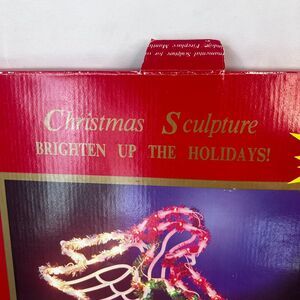 Christmas Sculpture
BRIGHTEN UP THE HOLIDAYS!